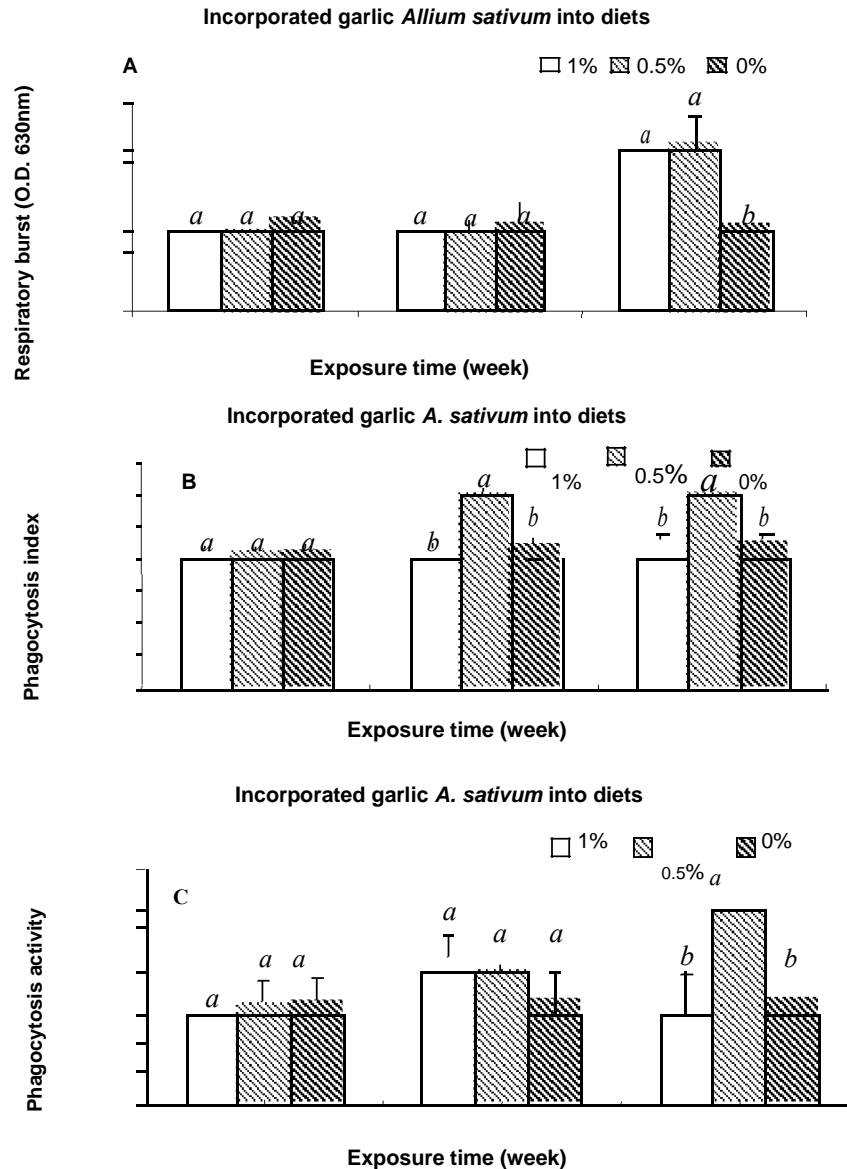 Incorporated garlic Allium sativum into diets
A
1% 0.5% 0%
a
a
a a a a a a b
Respiratory burst (O.D. 630nm)
Exposure time (week)
Incorporated garlic A. sativum into diets
B
1% 0.5% 0%
a a
b b b b
a a a
Phagocytosis index
Exposure time (week)
Incorporated garlic A. sativum into diets
1% 0.5% 0%
C
a
a a a
a a b b
a
Phagocytosis activity
Exposure time (week)